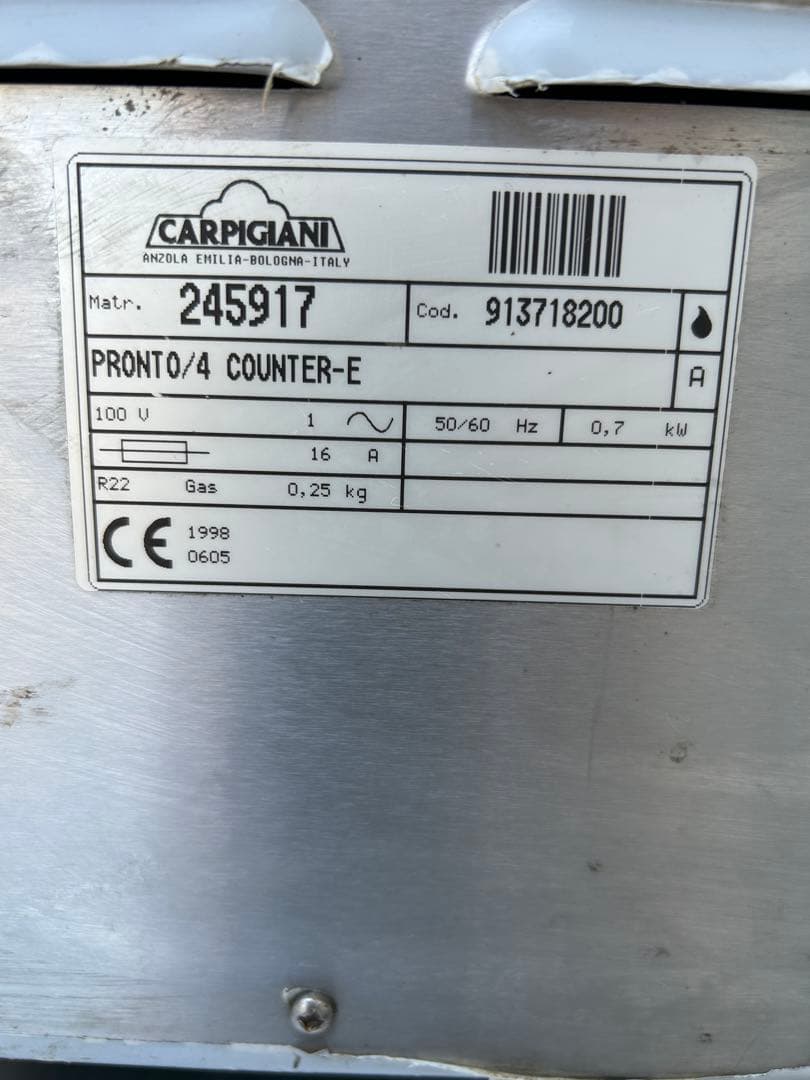 CARPIGIANI
ANZOLA EMILIA-BOLOGNA-ITALY
Matr. 245917 Cod. 913718200
PRONTO/4 COUNTER-E A
100 V 1 50/60 Hz 0,7 kW
16 A
R22 Gas 0,25 kg
CE 1998
0605